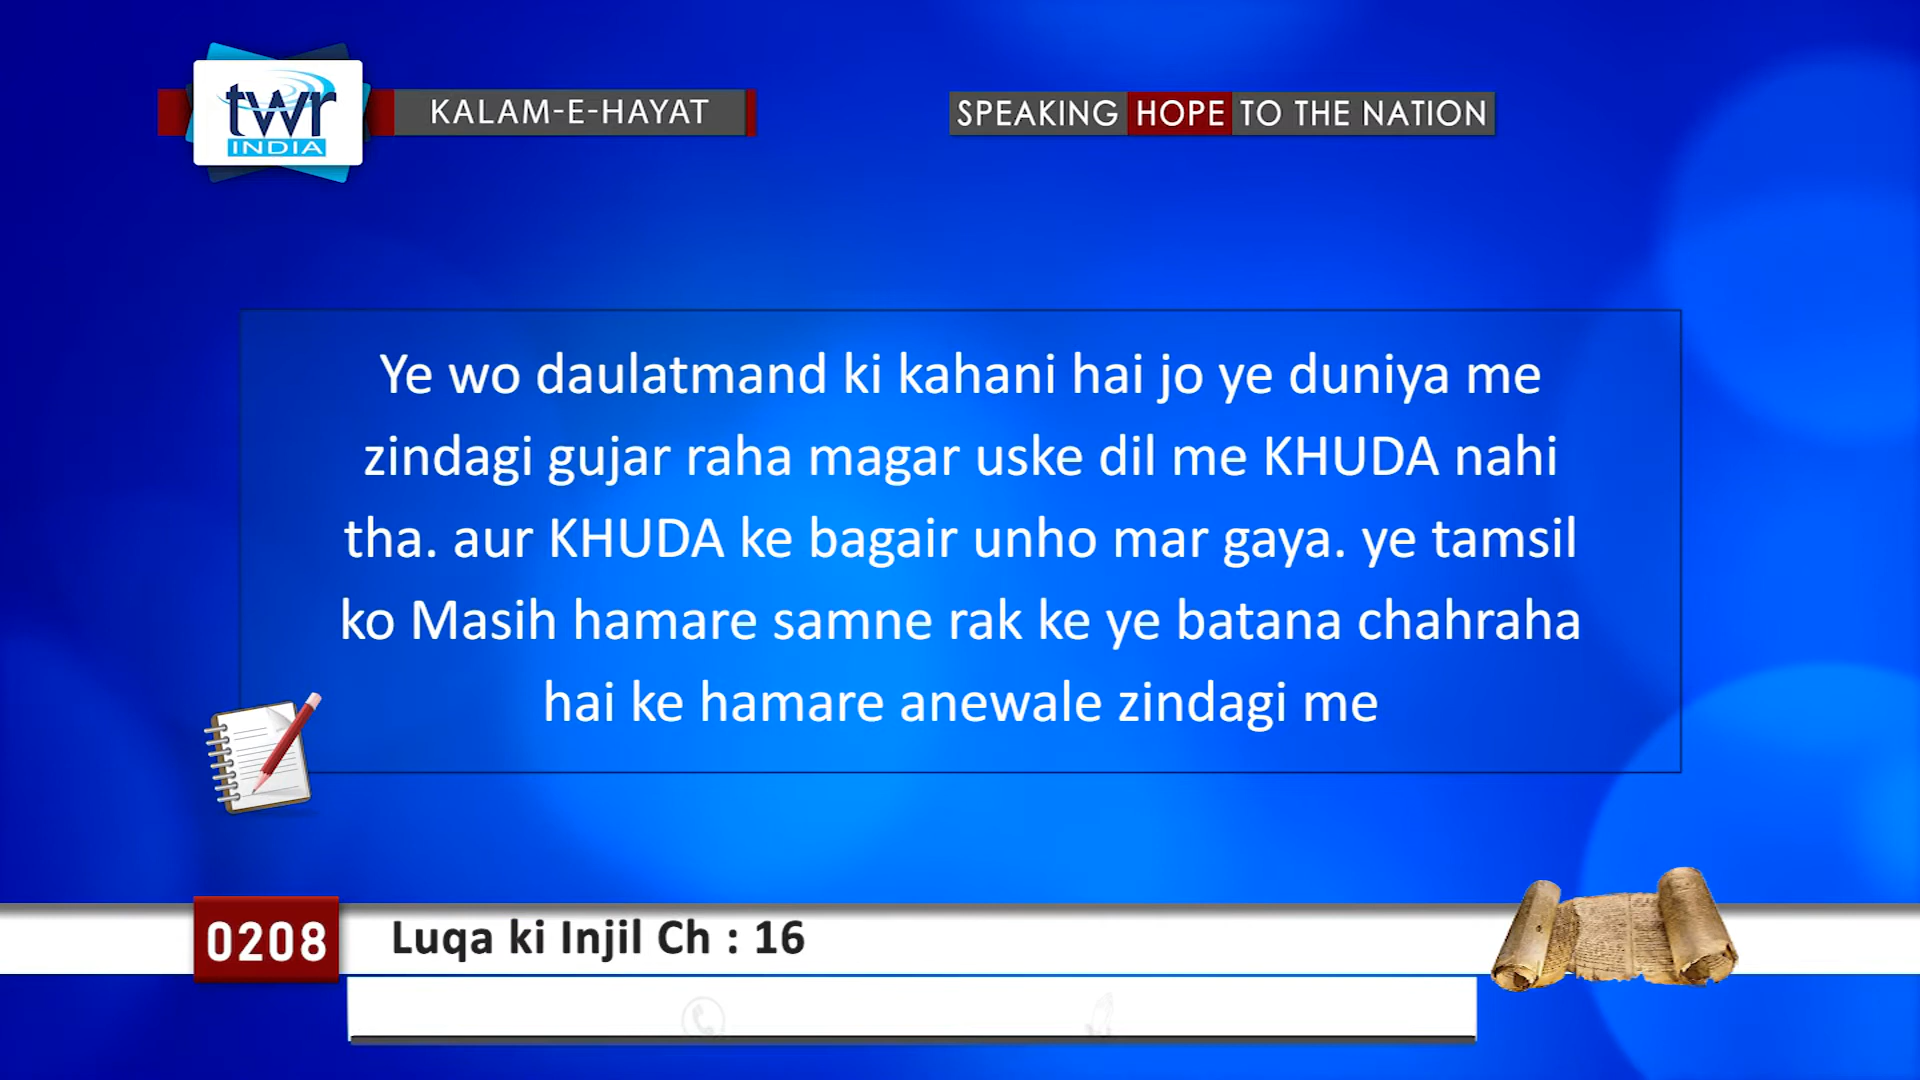 twr
INDIA
KALAM-E-HAYAT
SPEAKING HOPE TO THE NATION
Ye wo daulatmand ki kahani hai jo ye duniya me
zindagi gujar raha magar uske dil me KHUDA nahi
tha. aur KHUDA ke bagair unho mar gaya. ye tamsil
ko Masih hamare samne rak ke ye batana chahraha
hai ke hamare anewale zindagi me
0208
Luqa ki Injil Ch : 16